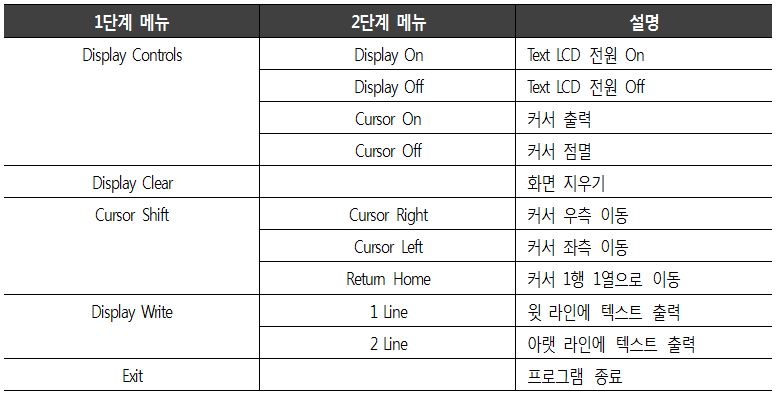 1단계 메뉴 2단계 메뉴 설명
Display Controls Display On Text LCD 전원 On
Display Off Text LCD 전원 Off
Cursor On 커서 출력
Cursor Off 커서 점멸
Display Clear 화면 지우기
Cursor Shift Cursor Right 커서 우측 이동
Cursor Left 커서 좌측 이동
Return Home 커서 1행 1열으로 이동
Display Write 1 Line 윗 라인에 텍스트 출력
2 Line 아랫 라인에 텍스트 출력
Exit 프로그램 종료